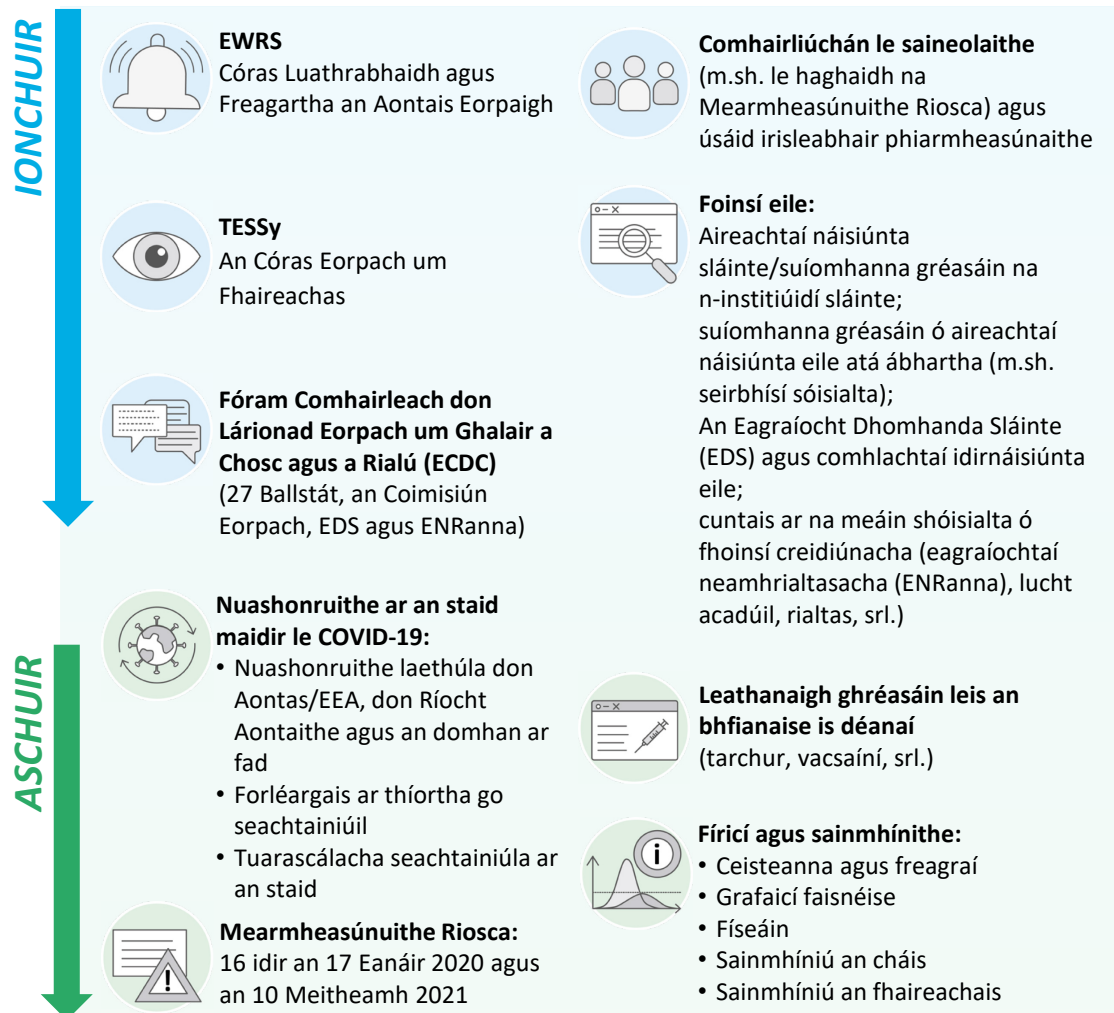 IONCHUIR
EWRS
Córas Luathrabhaidh agus
Freagartha an Aontais Eorpaigh
TESSy
An Córas Eorpach um
Fhaireachas
Fóram Comhairleach don
Lárionad Eorpach um Ghalair a
Chosc agus a Rialú (ECDC)
(27 Ballstát, an Coimisiún
Eorpach, EDS agus ENRanna)
Comhairliúchán le saineolaithe
(m.sh. le haghaidh na
Mearmheasúnuithe Riosca) agus
úsáid irisleabhair phiarmheasúnaithe
Foinsí eile:
Aireachtaí náisiúnta
sláinte/suíomhanna gréasáin na
n-institiúidí sláinte;
suíomhanna gréasáin ó aireachtaí
náisiúnta eile atá ábhartha (m.sh.
seirbhísí sóisialta);
An Eagraíocht Dhomhanda Sláinte
(EDS) agus comhlachtaí idirnáisiúnta
eile;
cuntais ar na meáin shóisialta ó
fhoinsí creidiúnacha (eagraíochtaí
neamhrialtasacha (ENRanna), lucht
acadúil, rialtas, srl.)
ASCHUIR
Nuashonruithe ar an staid
maidir le COVID-19:
• Nuashonruithe laethúla don
Aontas/EEA, don Ríocht
Aontaithe agus an domhan ar
fad
• Forléargais ar thíortha go
seachtainiúil
• Tuarascálacha seachtainiúla ar
an staid
Mearmheasúnuithe Riosca:
16 idir an 17 Eanáir 2020 agus
an 10 Meitheamh 2021
Leathanaigh ghréasáin leis an
bhfianaise is déanaí
(tarchur, vacsaíní, srl.)
Fíricí agus sainmhínithe:
• Ceisteanna agus freagraí
• Grafaicí faisnéise
• Físeáin
• Sainmhíniú an cháis
• Sainmhíniú an fhaireachais